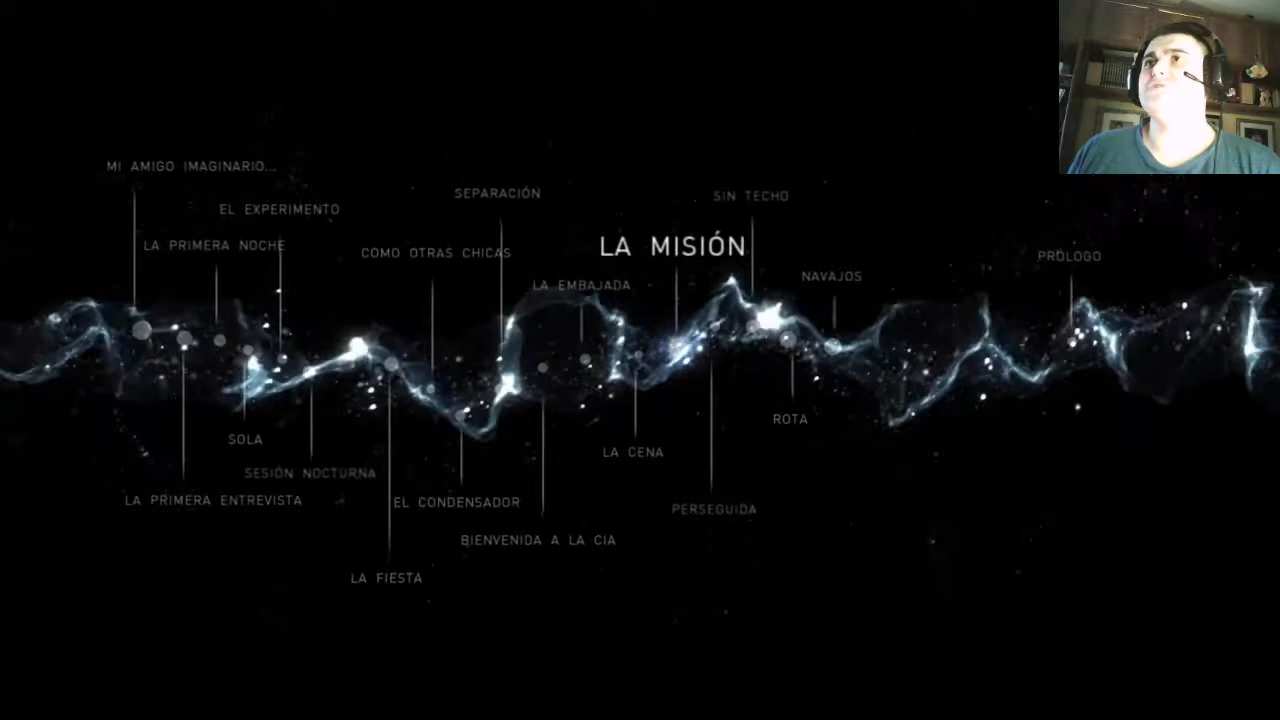 MI AMIGO IMAGINARIO...
SEPARACIÓN
SIN TECHO
EL EXPERIMENTO
LA PRIMERA NOCHE
COMO OTRAS CHICAS
LA MISIÓN
PRÓLOGO
NAVAJOS
LA EMBAJADA
ROTA
SOLA
LA CENA
SESIÓN NOCTURNA
LA PRIMERA ENTREVISTA
EL CONDENSADOR
PERSEGUIDA
BIENVENIDA A LA CIA
LA FIESTA